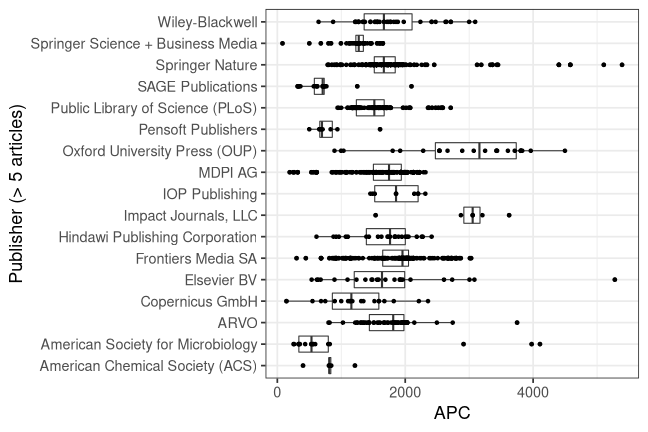 Publisher (> 5 articles)
Wiley-Blackwell
Springer Science + Business Media
Springer Nature
SAGE Publications
Public Library of Science (PLoS)
Pensoft Publishers
Oxford University Press (OUP)
MDPI AG
IOP Publishing
Impact Journals, LLC
Hindawi Publishing Corporation
Frontiers Media SA
Elsevier BV
Copernicus GmbH
ARVO
American Society for Microbiology
American Chemical Society (ACS)
0 2000 4000
APC